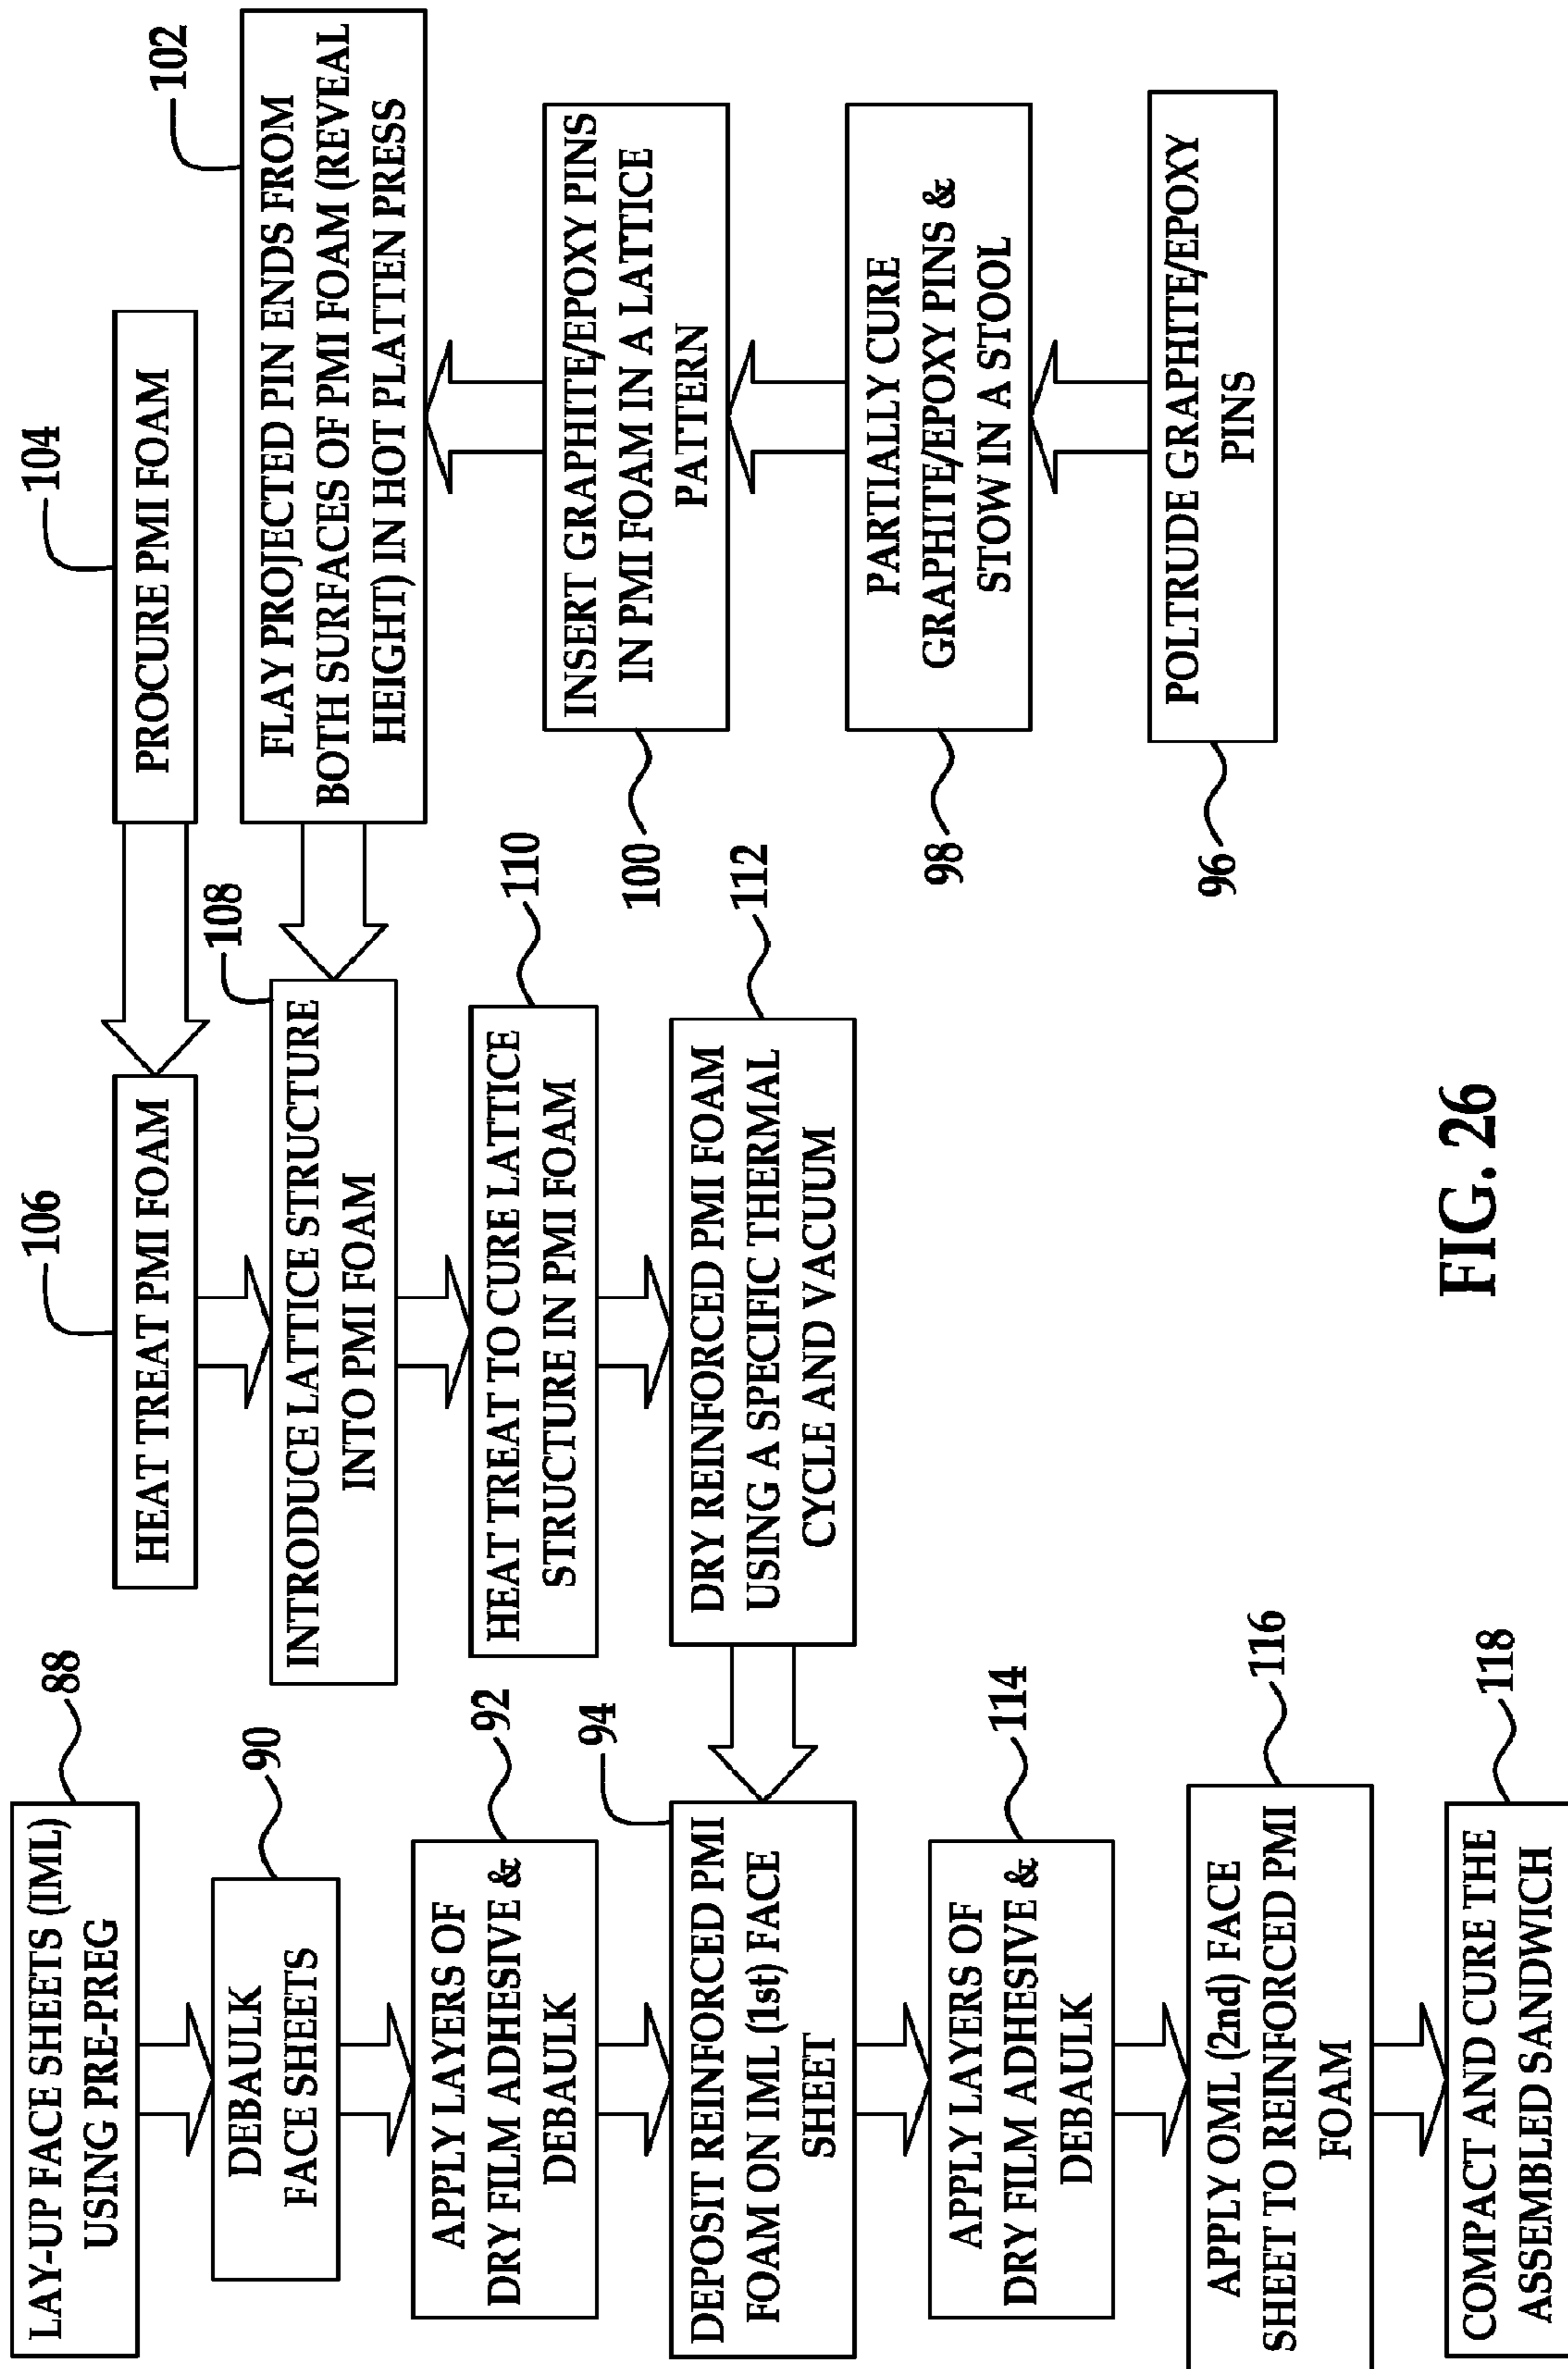 88
LAY-UP FACE SHEETS (IML)
USING PRE-PREG
90
DEBAULK
FACE SHEETS
92
APPLY LAYERS OF
DRY FILM ADHESIVE &
DEBAULK
94
DEPOSIT REINFORCED PMI
FOAM ON IML (1st) FACE
SHEET
114
APPLY LAYERS OF
DRY FILM ADHESIVE &
DEBAULK
116
APPLY OML (2nd) FACE
SHEET TO REINFORCED PMI
FOAM
118
COMPACT AND CURE THE
ASSEMBLED SANDWICH
106
HEAT TREAT PMI FOAM
108
INTRODUCE LATTICE STRUCTURE
INTO PMI FOAM
110
HEAT TREAT TO CURE LATTICE
STRUCTURE IN PMI FOAM
112
DRY REINFORCED PMI FOAM
USING A SPECIFIC THERMAL
CYCLE AND VACUUM
104
PROCURE PMI FOAM
102
FLAY PROJECTED PIN ENDS FROM
BOTH SURFACES OF PMI FOAM (REVEAL
HEIGHT) IN HOT PLATTEN PRESS
100
INSERT GRAPHITE/EPOXY PINS
IN PMI FOAM IN A LATTICE
PATTERN
98
PARTIALLY CURE
GRAPHITE/EPOXY PINS &
STOW IN A STOOL
96
POLTRUDE GRAPHITE/EPOXY
PINS
FIG. 26